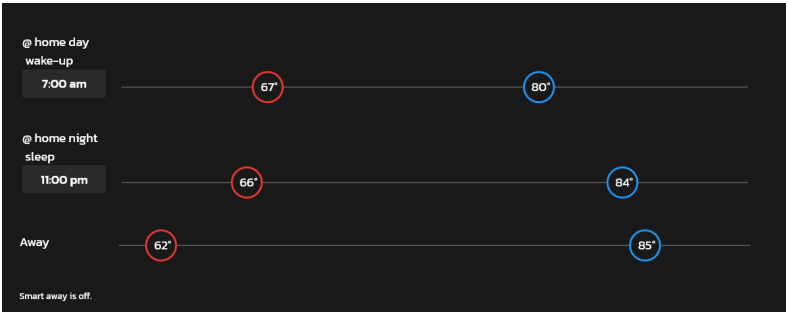 @ home day
wake-up
7:00 am
67°
80°
@ home night
sleep
11:00 pm
66°
84°
Away
62°
85°
Smart away is off.